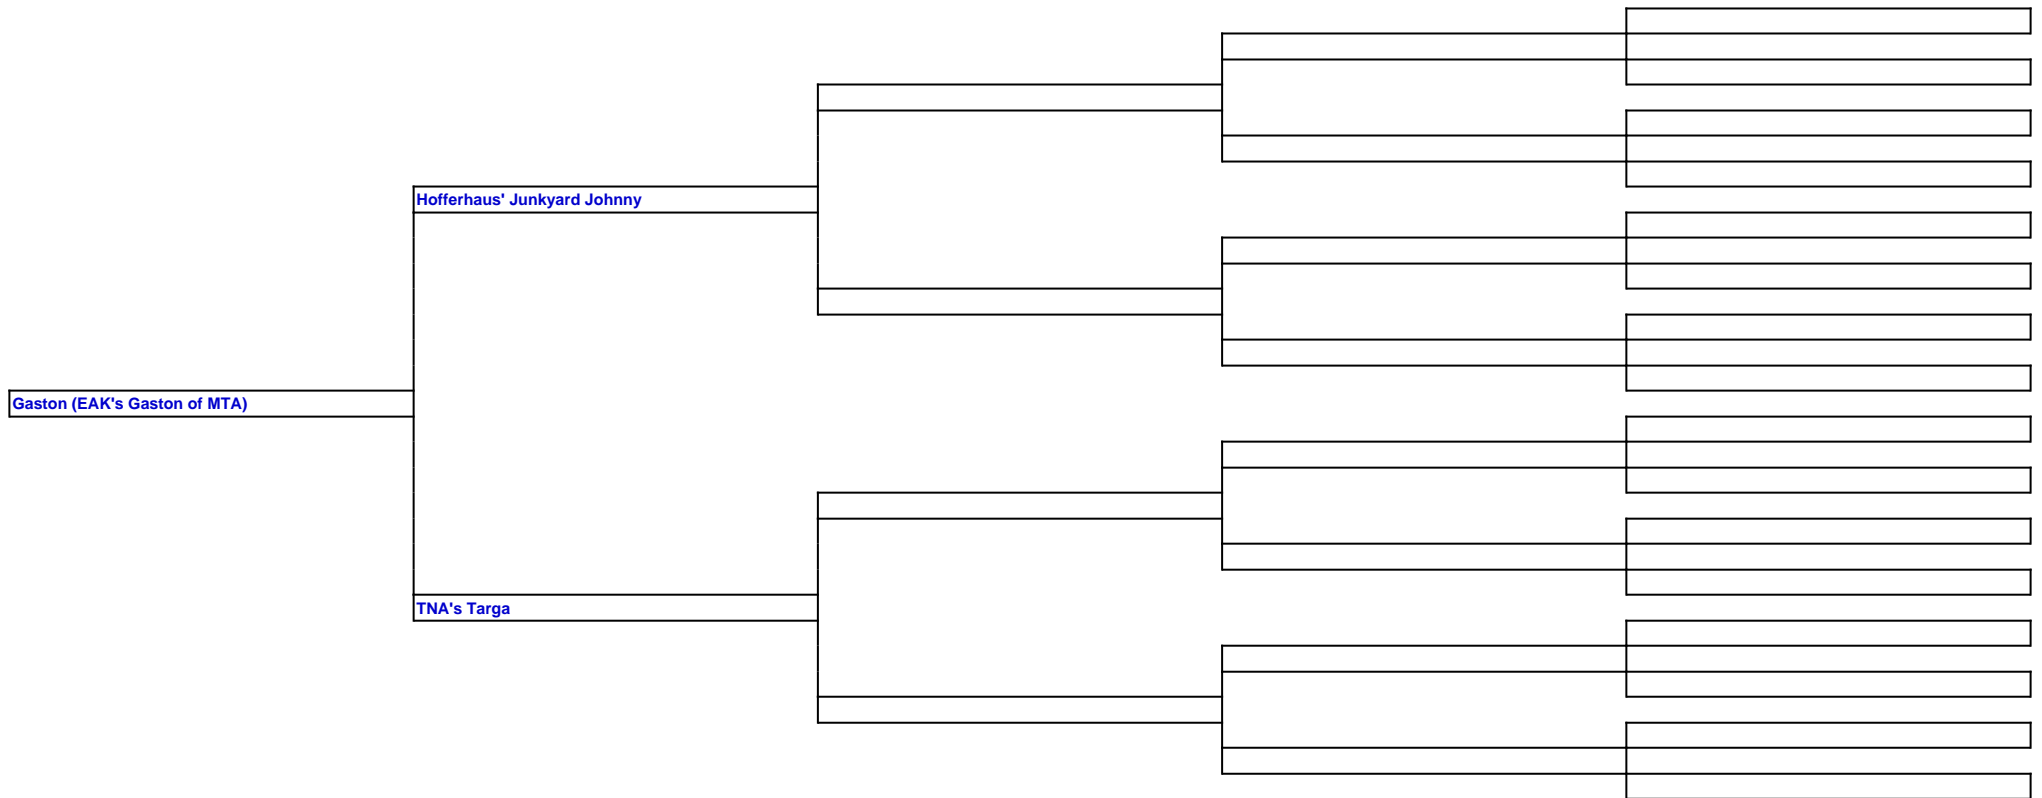 Hofferhaus' Junkyard Johnny
Gaston (EAK's Gaston of MTA)
TNA's Targa